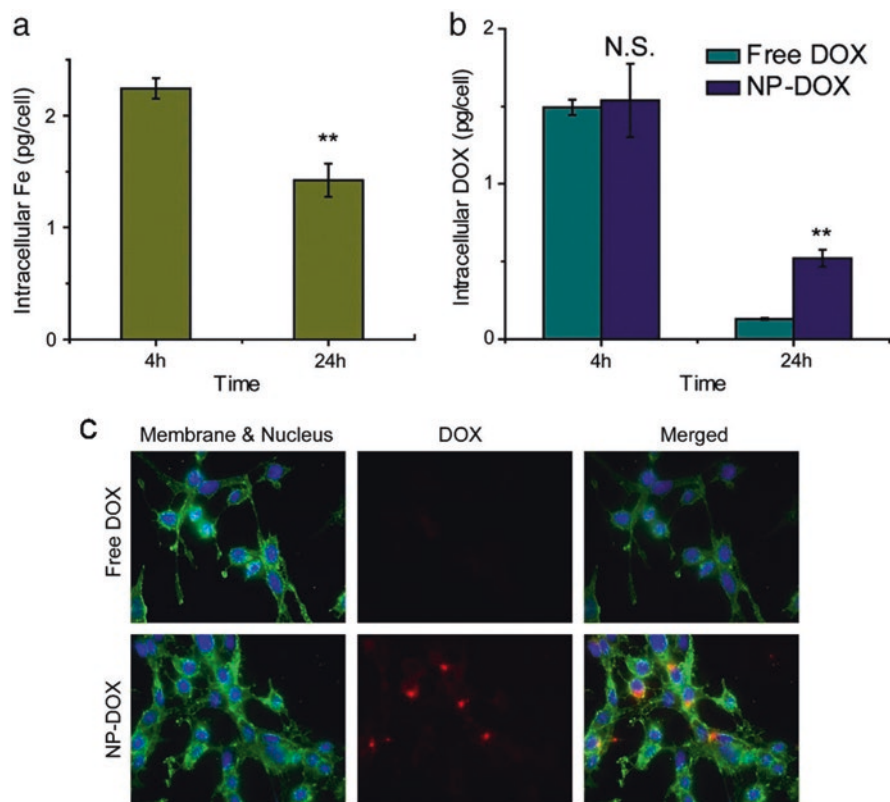 a
Intracellular Fe (pg/cell)
2
1
0
**
4h
24h
Time
b
Intracellular DOX (pg/cell)
2
1
0
N.S.
**
Free DOX
NP-DOX
4h
24h
Time
c
Membrane & Nucleus
DOX
Merged
Free DOX
NP-DOX